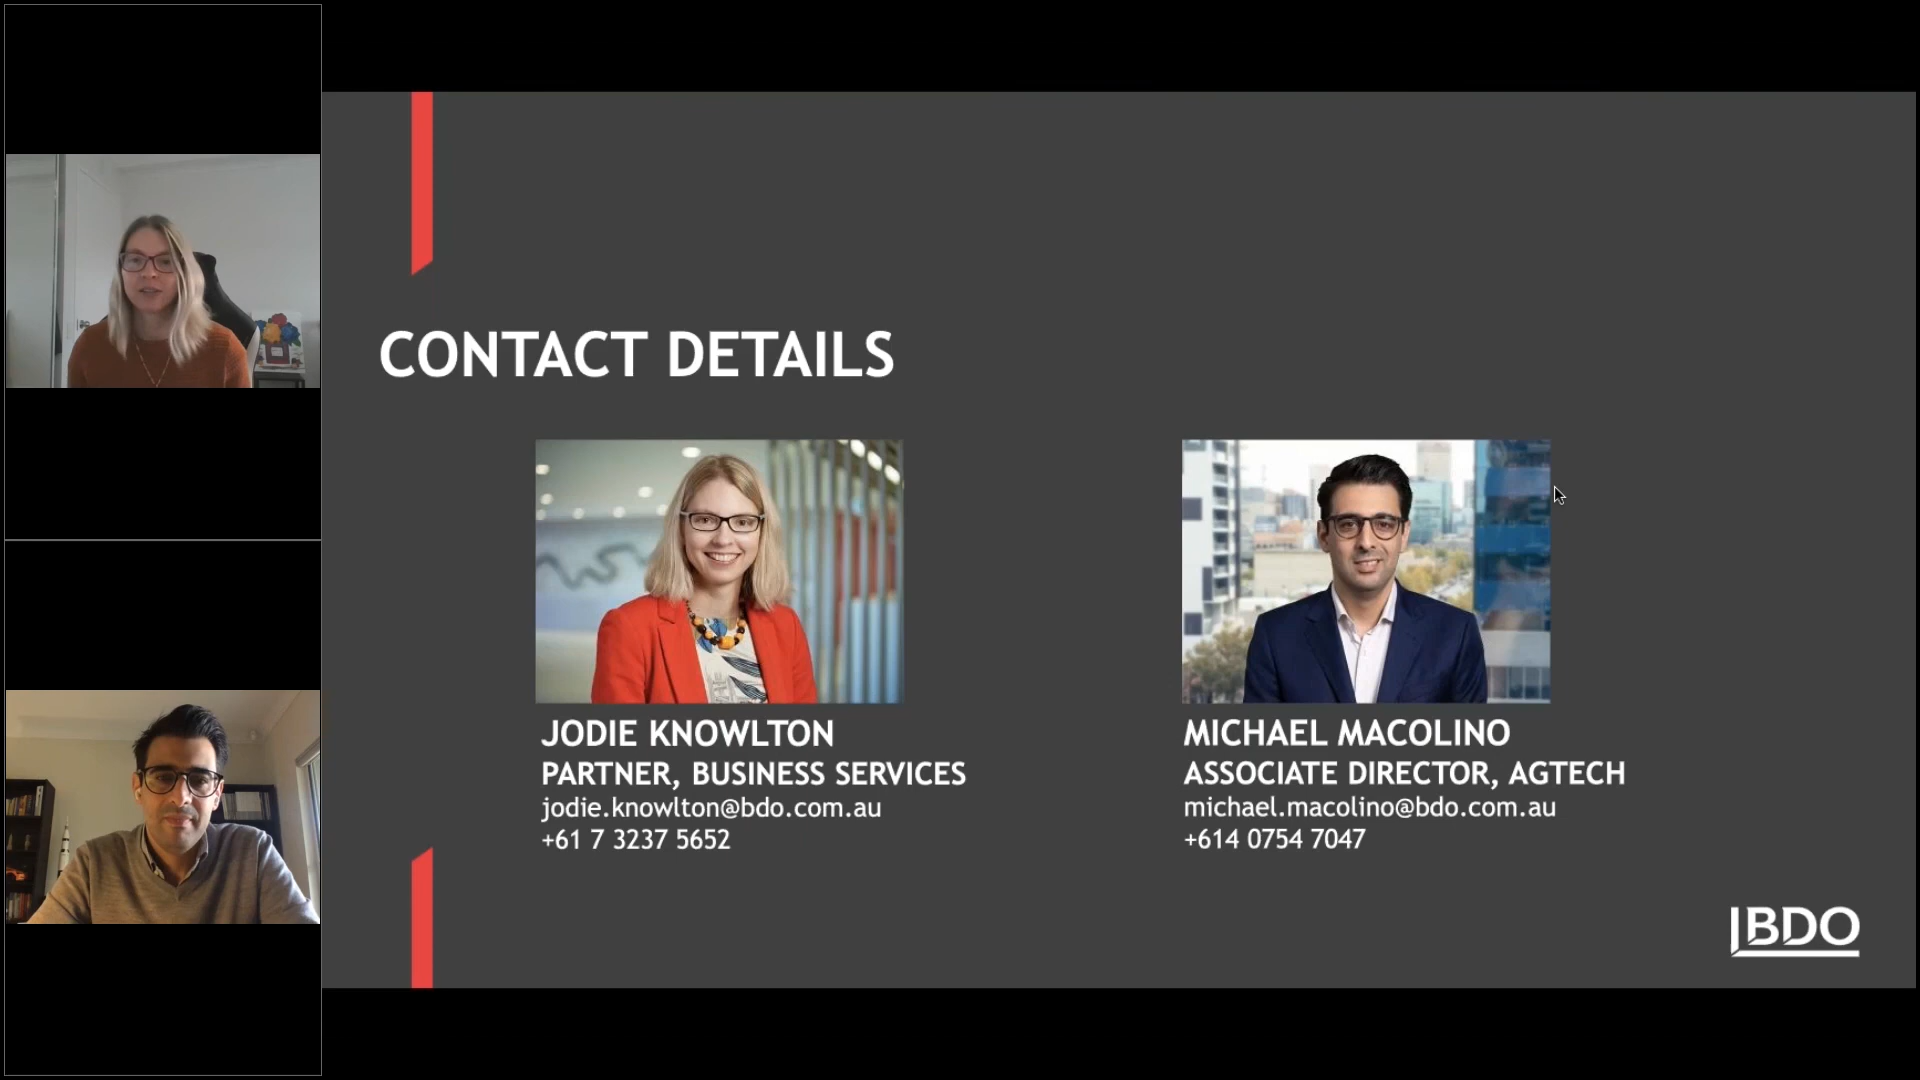 CONTACT DETAILS
JODIE KNOWLTON
PARTNER, BUSINESS SERVICES
jodie.knowlton@bdo.com.au
+61 7 3237 5652
MICHAEL MACOLINO
ASSOCIATE DIRECTOR, AGTECH
michael.macolino@bdo.com.au
+614 0754 7047
BDO